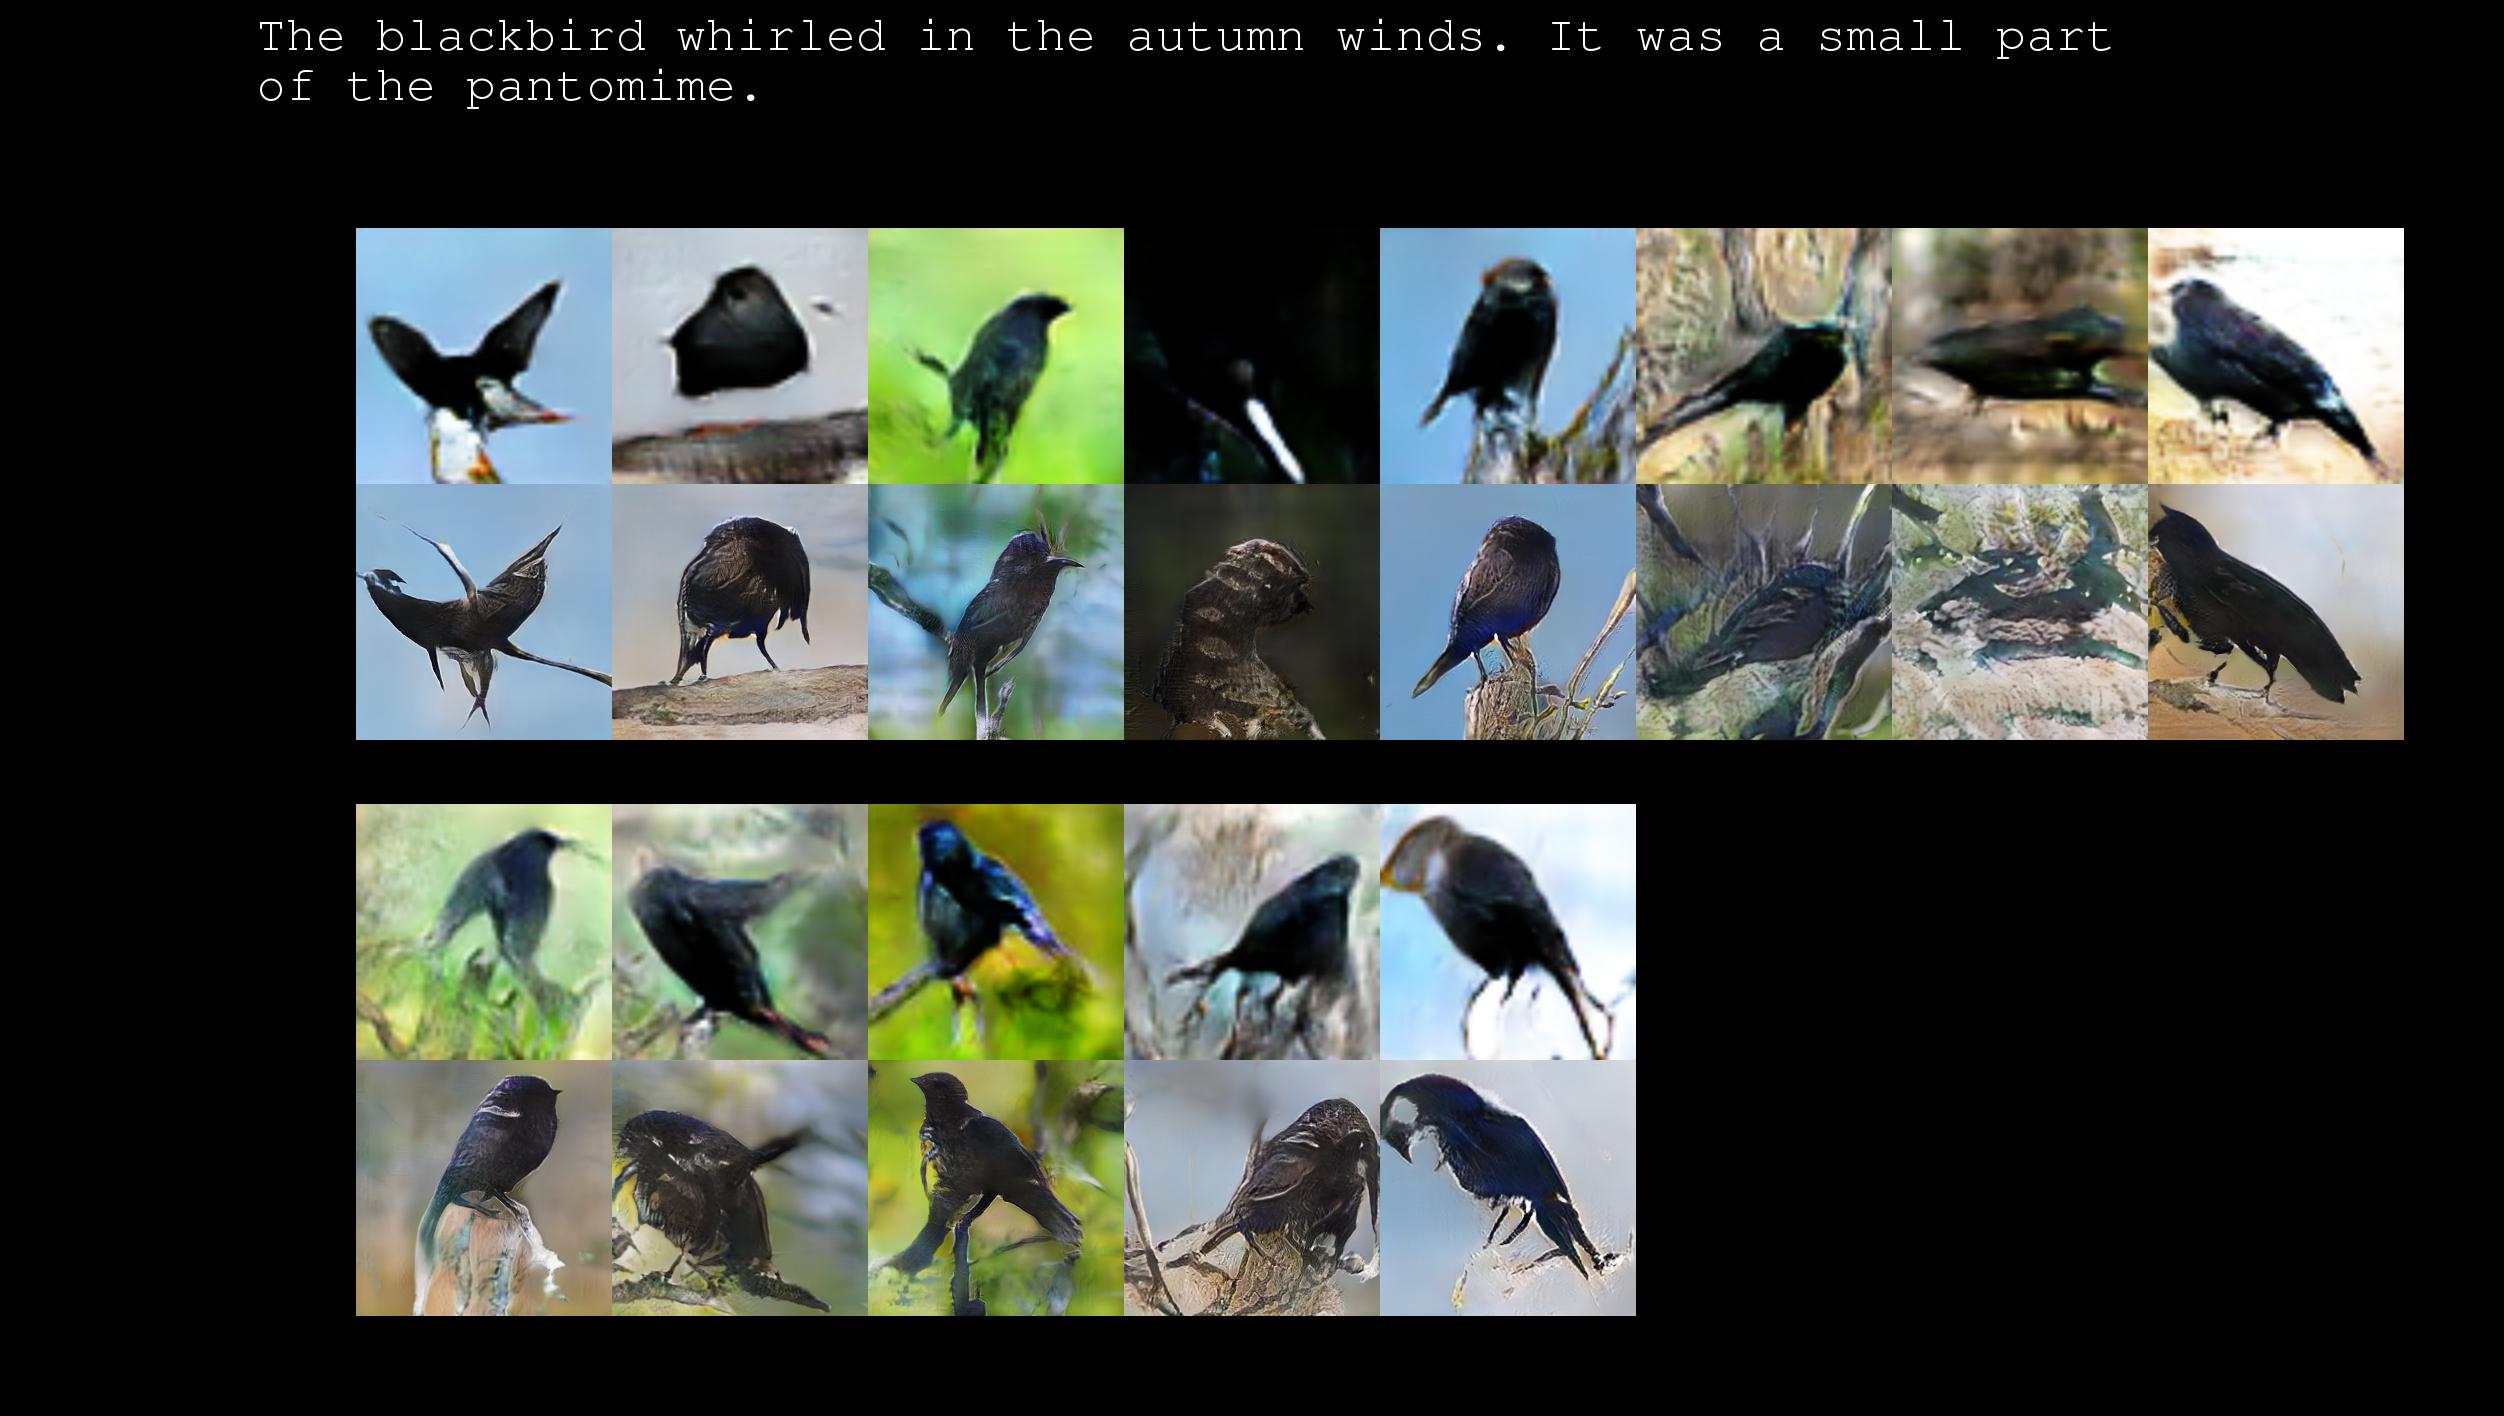 The blackbird whirled in the autumn winds. It was a small part
of the pantomime.